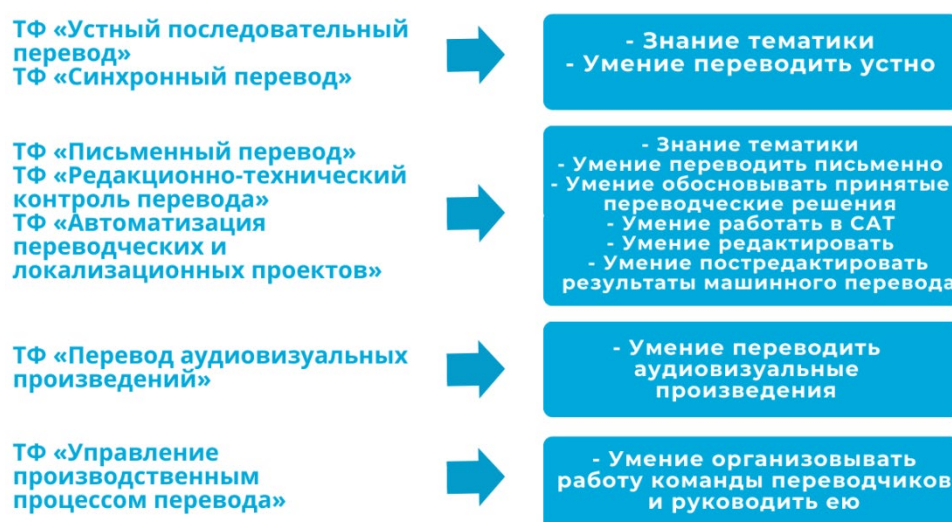 ТФ «Устный последовательный
перевод»
ТФ «Синхронный перевод»
- Знание тематики
- Умение переводить устно
ТФ «Письменный перевод»
ТФ «Редакционно-технический
контроль перевода»
ТФ «Автоматизация
переводческих и
локализационных проектов»
- Знание тематики
- Умение переводить письменно
- Умение обосновывать принятые
переводческие решения
- Умение работать в CAT
- Умение редактировать
- Умение постредактировать
результаты машинного перевода
ТФ «Перевод аудиовизуальных
произведений»
- Умение переводить
аудиовизуальные
произведения
ТФ «Управление
производственным
процессом перевода»
- Умение организовывать
работу команды переводчиков
и руководить ею